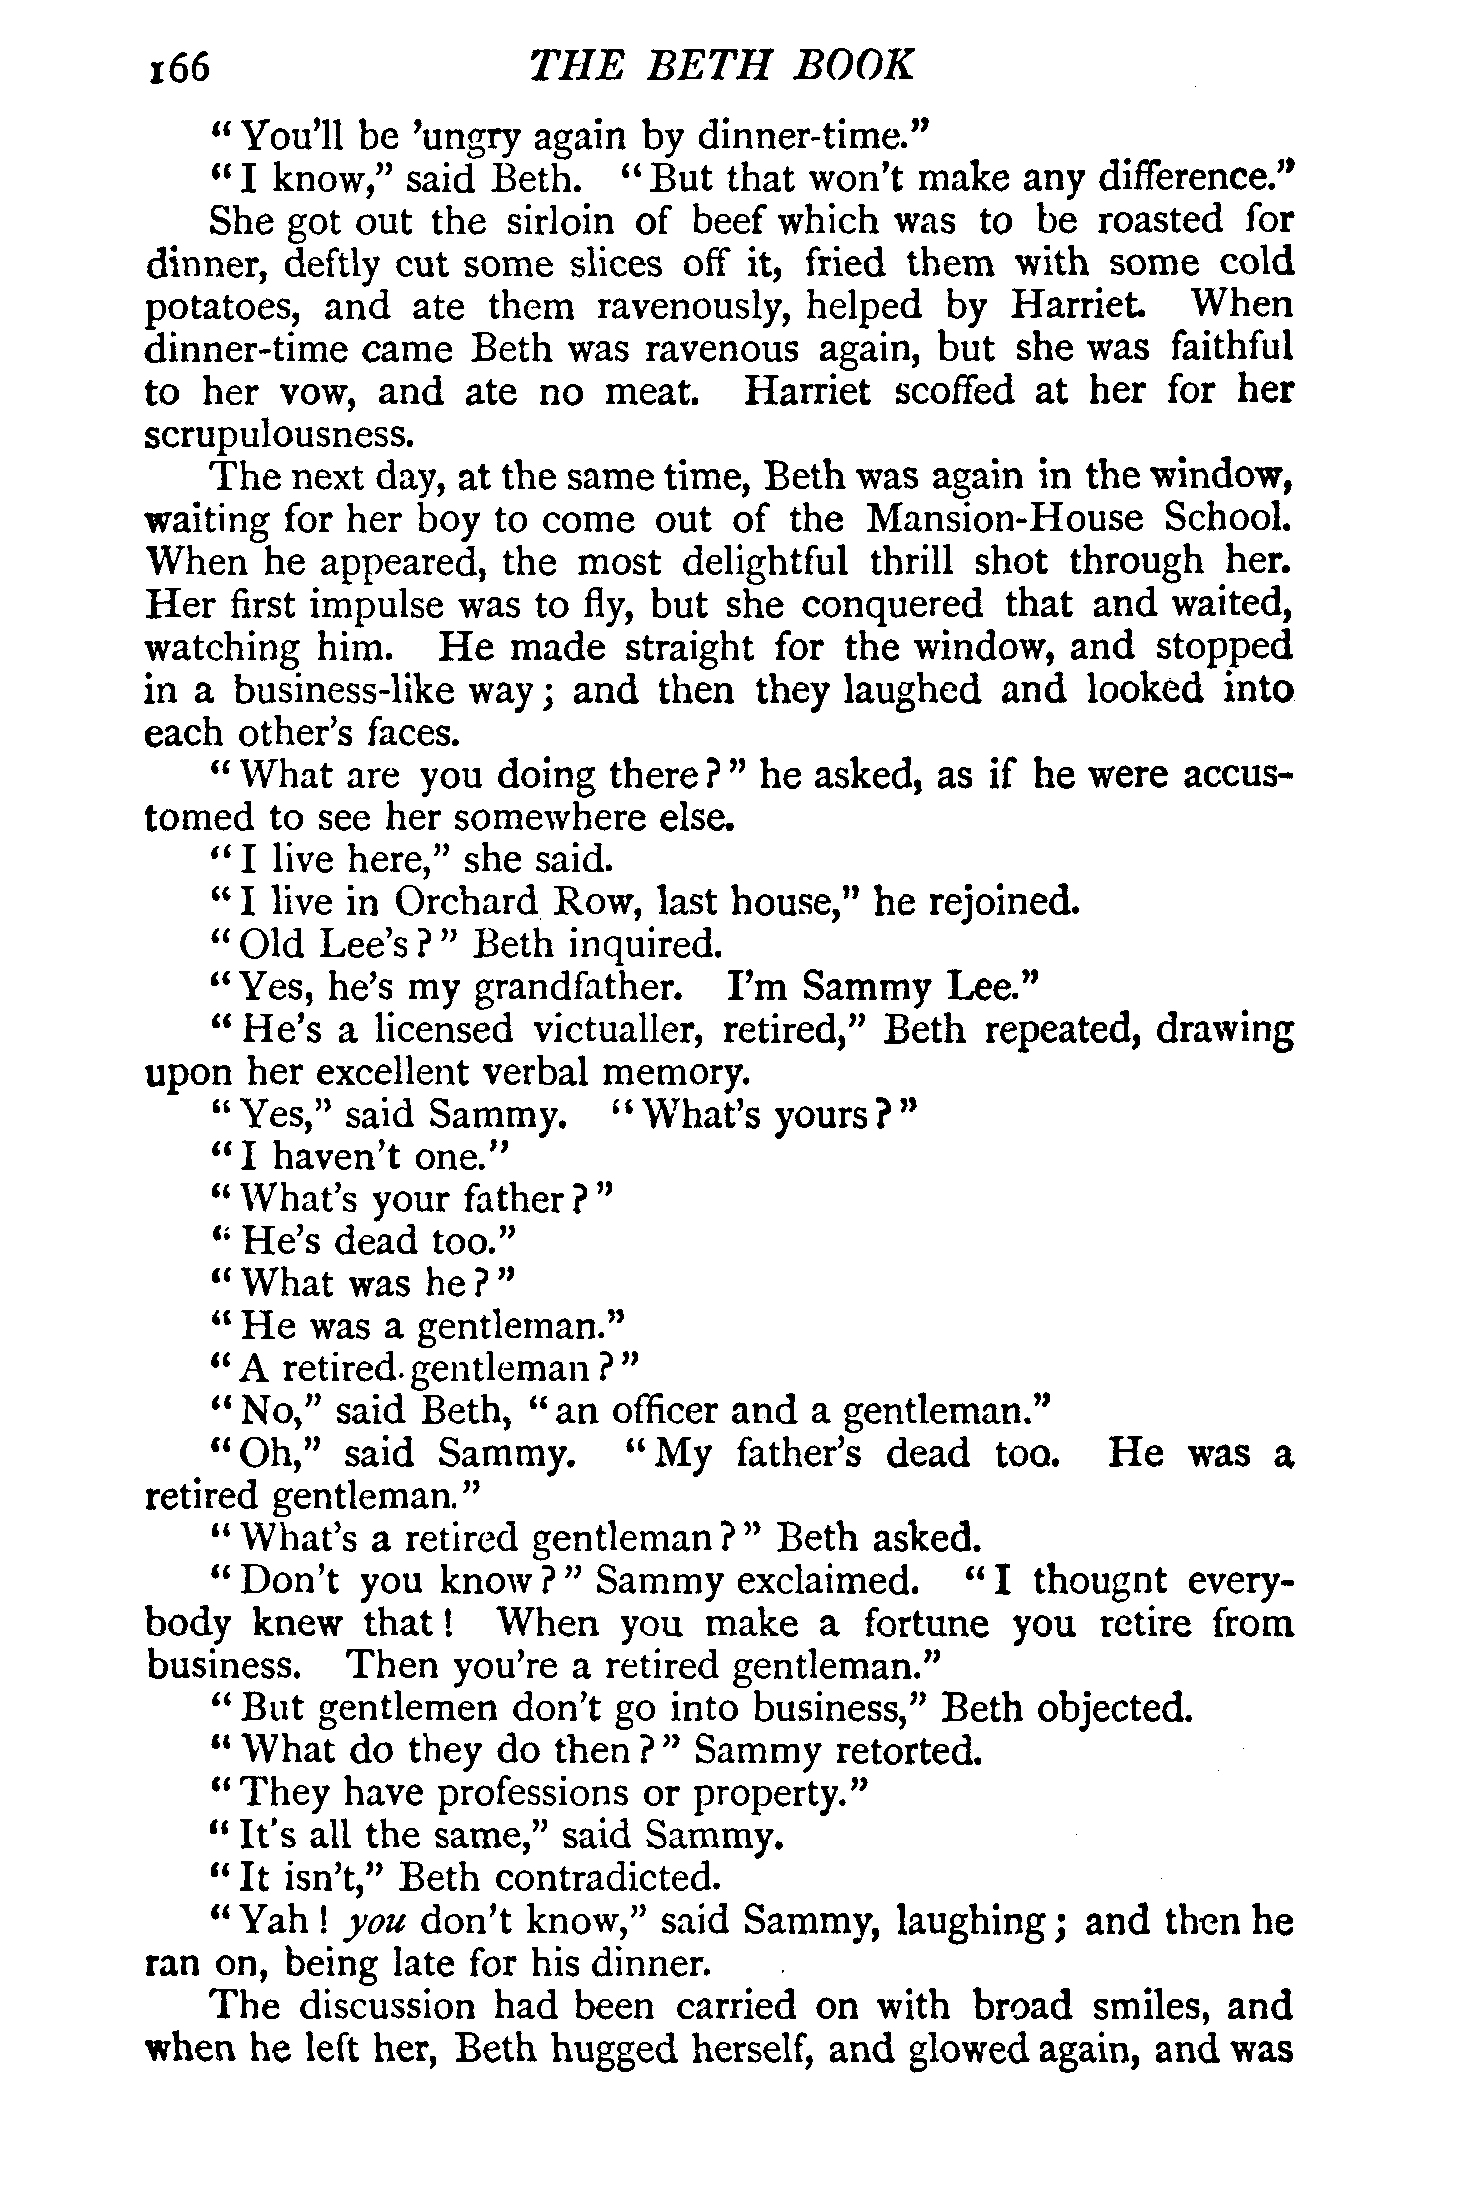 166 THE BETH BOOK
“You'll be 'ungry again by dinner-time.”
“I know,” said Beth. “But that won't make any difference.”
She got out the sirloin of beef which was to be roasted for
dinner, deftly cut some slices off it, fried them with some cold
potatoes, and ate them ravenously, helped by Harriet. When
dinner-time came Beth was ravenous again, but she was faithful
to her vow, and ate no meat. Harriet scoffed at her for her
scrupulousness.
The next day, at the same time, Beth was again in the window,
waiting for her boy to come out of the Mansion-House School.
When he appeared, the most delightful thrill shot through her.
Her first impulse was to fly, but she conquered that and waited,
watching him. He made straight for the window, and stopped
in a business-like way; and then they laughed and looked into
each other's faces.
“What are you doing there?” he asked, as if he were accus-
tomed to see her somewhere else.
“I live here,” she said.
“I live in Orchard Row, last house,” he rejoined.
“Old Lee's?” Beth inquired.
“Yes, he's my grandfather. I'm Sammy Lee.”
“He's a licensed victualler, retired,” Beth repeated, drawing
upon her excellent verbal memory.
“Yes,” said Sammy. “What's yours?”
“I haven't one.”
“What's your father?”
“He's dead too.”
“What was he?”
“He was a gentleman.”
“A retired gentleman?”
“No,” said Beth, “an officer and a gentleman.”
“Oh,” said Sammy. “My father's dead too. He was a
retired gentleman.”
“What's a retired gentleman?” Beth asked.
“Don't you know?” Sammy exclaimed. “I thougnt every-
body knew that! When you make a fortune you retire from
business. Then you're a retired gentleman.”
“But gentlemen don't go into business,” Beth objected.
“What do they do then?” Sammy retorted.
“They have professions or property.”
“It's all the same,” said Sammy.
“It isn't,” Beth contradicted.
“Yah! you don't know,” said Sammy, laughing; and then he
ran on, being late for his dinner.
The discussion had been carried on with broad smiles, and
when he left her, Beth hugged herself, and glowed again, and was